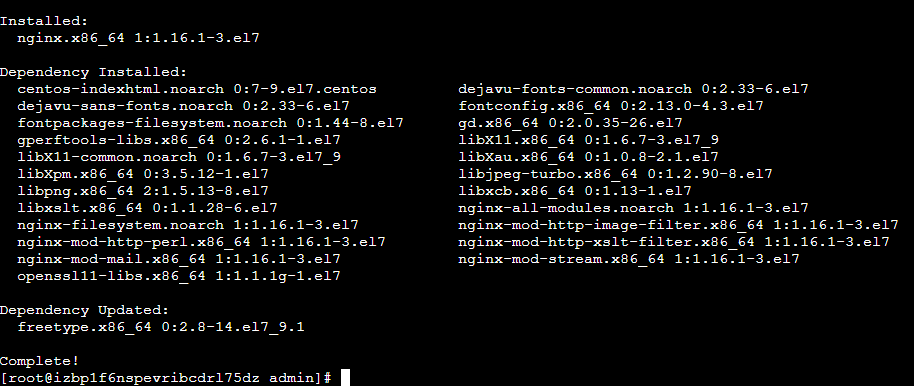 Installed:
  nginx.x86_64 1:1.16.1-3.el7

Dependency Installed:
  centos-indexhtml.noarch 0:7-9.el7.centos          dejavu-fonts-common.noarch 0:2.33-6.el7
  dejavu-sans-fonts.noarch 0:2.33-6.el7             fontconfig.x86_64 0:2.13.0-4.3.el7
  fontpackages-filesystem.noarch 0:1.44-8.el7       gd.x86_64 0:2.0.35-26.el7
  gperftools-libs.x86_64 0:2.6.1-1.el7              libX11.x86_64 0:1.6.7-3.el7_9
  libX11-common.noarch 0:1.6.7-3.el7_9              libXau.x86_64 0:1.0.8-2.1.el7
  libXpm.x86_64 0:3.5.12-1.el7                      libjpeg-turbo.x86_64 0:1.2.90-8.el7
  libpng.x86_64 2:1.5.13-8.el7                      libxcb.x86_64 0:1.13-1.el7
  libxslt.x86_64 0:1.1.28-6.el7                     nginx-all-modules.noarch 1:1.16.1-3.el7
  nginx-filesystem.noarch 1:1.16.1-3.el7            nginx-mod-http-image-filter.x86_64 1:1.16.1-3.el7
  nginx-mod-http-perl.x86_64 1:1.16.1-3.el7         nginx-mod-http-xslt-filter.x86_64 1:1.16.1-3.el7
  nginx-mod-mail.x86_64 1:1.16.1-3.el7              nginx-mod-stream.x86_64 1:1.16.1-3.el7
  openssl11-libs.x86_64 1:1.1.1g-1.el7

Dependency Updated:
  freetype.x86_64 0:2.8-14.el7_9.1

Complete!
[root@izbp1f6nspevribcdrl75dz admin]#